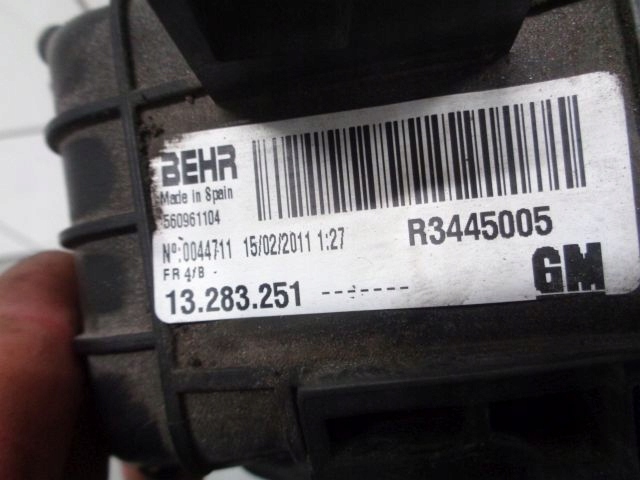 BEHR
Made in Spain
560961104
Nº:0044711 15/02/2011 1:27 R3445005
FR 4/B -
13.283.251 -------
GM